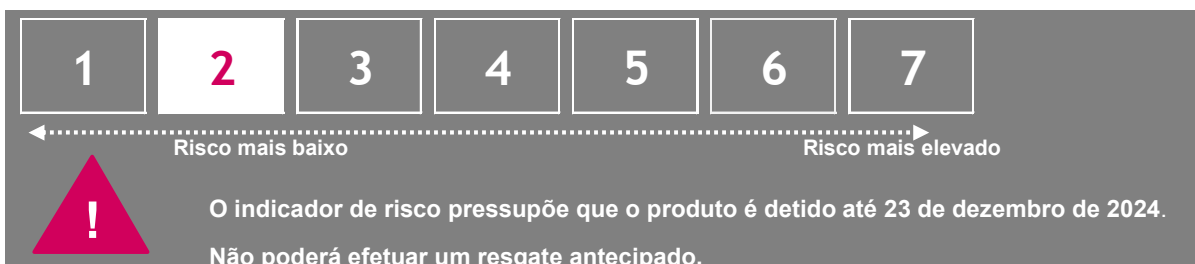 1 2 3 4 5 6 7
Risco mais baixo Risco mais elevado
! O indicador de risco pressupõe que o produto é detido até 23 de dezembro de 2024.
Não poderá efetuar um resgate antecipado.